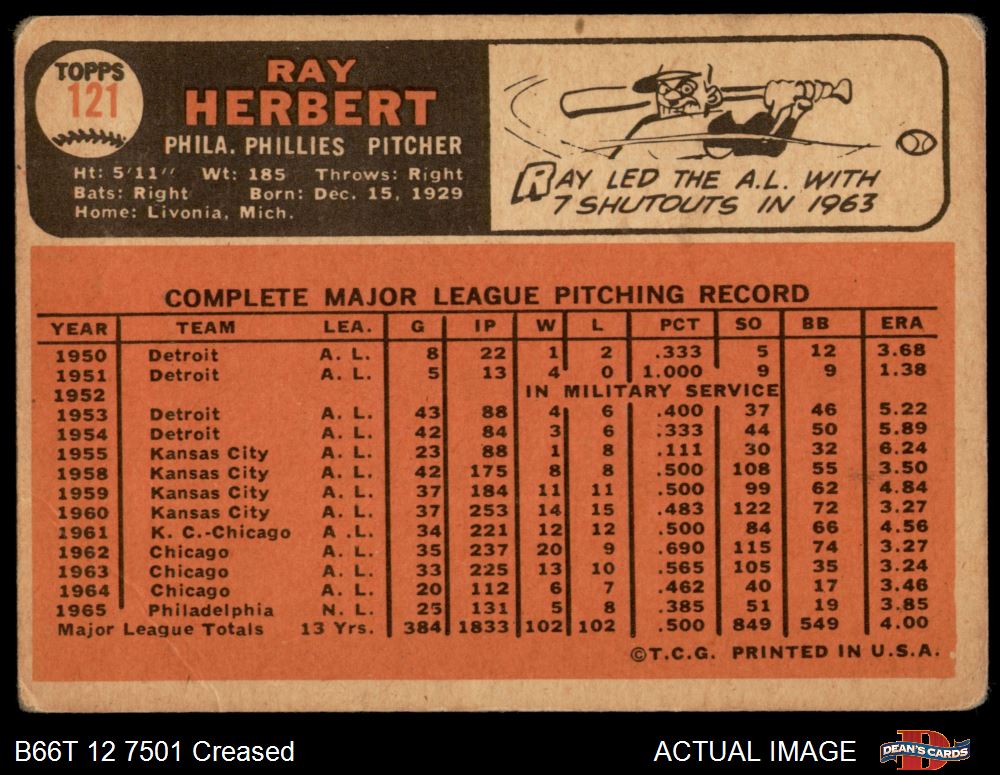 TOPPS
121
RAY
HERBERT
PHILA. PHILLIES PITCHER
Ht: 5'11" Wt: 185 Throws: Right
Bats: Right Born: Dec. 15, 1929
Home: Livonia, Mich.
RAY LED THE A.L. WITH
7 SHUTOUTS IN 1963
COMPLETE MAJOR LEAGUE PITCHING RECORD
YEAR TEAM LEA. G IP W L PCT SO BB ERA
1950 Detroit A. L. 8 22 1 2 .333 5 12 3.68
1951 Detroit A. L. 5 13 4 0 1.000 9 9 1.38
1952 IN MILITARY SERVICE
1953 Detroit A. L. 43 88 4 6 .400 37 46 5.22
1954 Detroit A. L. 42 84 3 6 .333 44 50 5.89
1955 Kansas City A. L. 23 88 1 8 .111 30 32 6.24
1958 Kansas City A. L. 42 175 8 8 .500 108 55 3.50
1959 Kansas City A. L. 37 184 11 11 .500 99 62 4.84
1960 Kansas City A. L. 37 253 14 15 .483 122 72 3.27
1961 K. C.-Chicago A .L. 34 221 12 12 .500 84 66 4.56
1962 Chicago A. L. 35 237 20 9 .690 115 74 3.27
1963 Chicago A. L. 33 225 13 10 .565 105 35 3.24
1964 Chicago A. L. 20 112 6 7 .462 40 17 3.46
1965 Philadelphia N. L. 25 131 5 8 .385 51 19 3.85
Major League Totals 13 Yrs. 384 1833 102 102 .500 849 549 4.00
©T.C.G. PRINTED IN U.S.A.
B66T 12 7501 Creased
ACTUAL IMAGE
DEAN'S CARDS